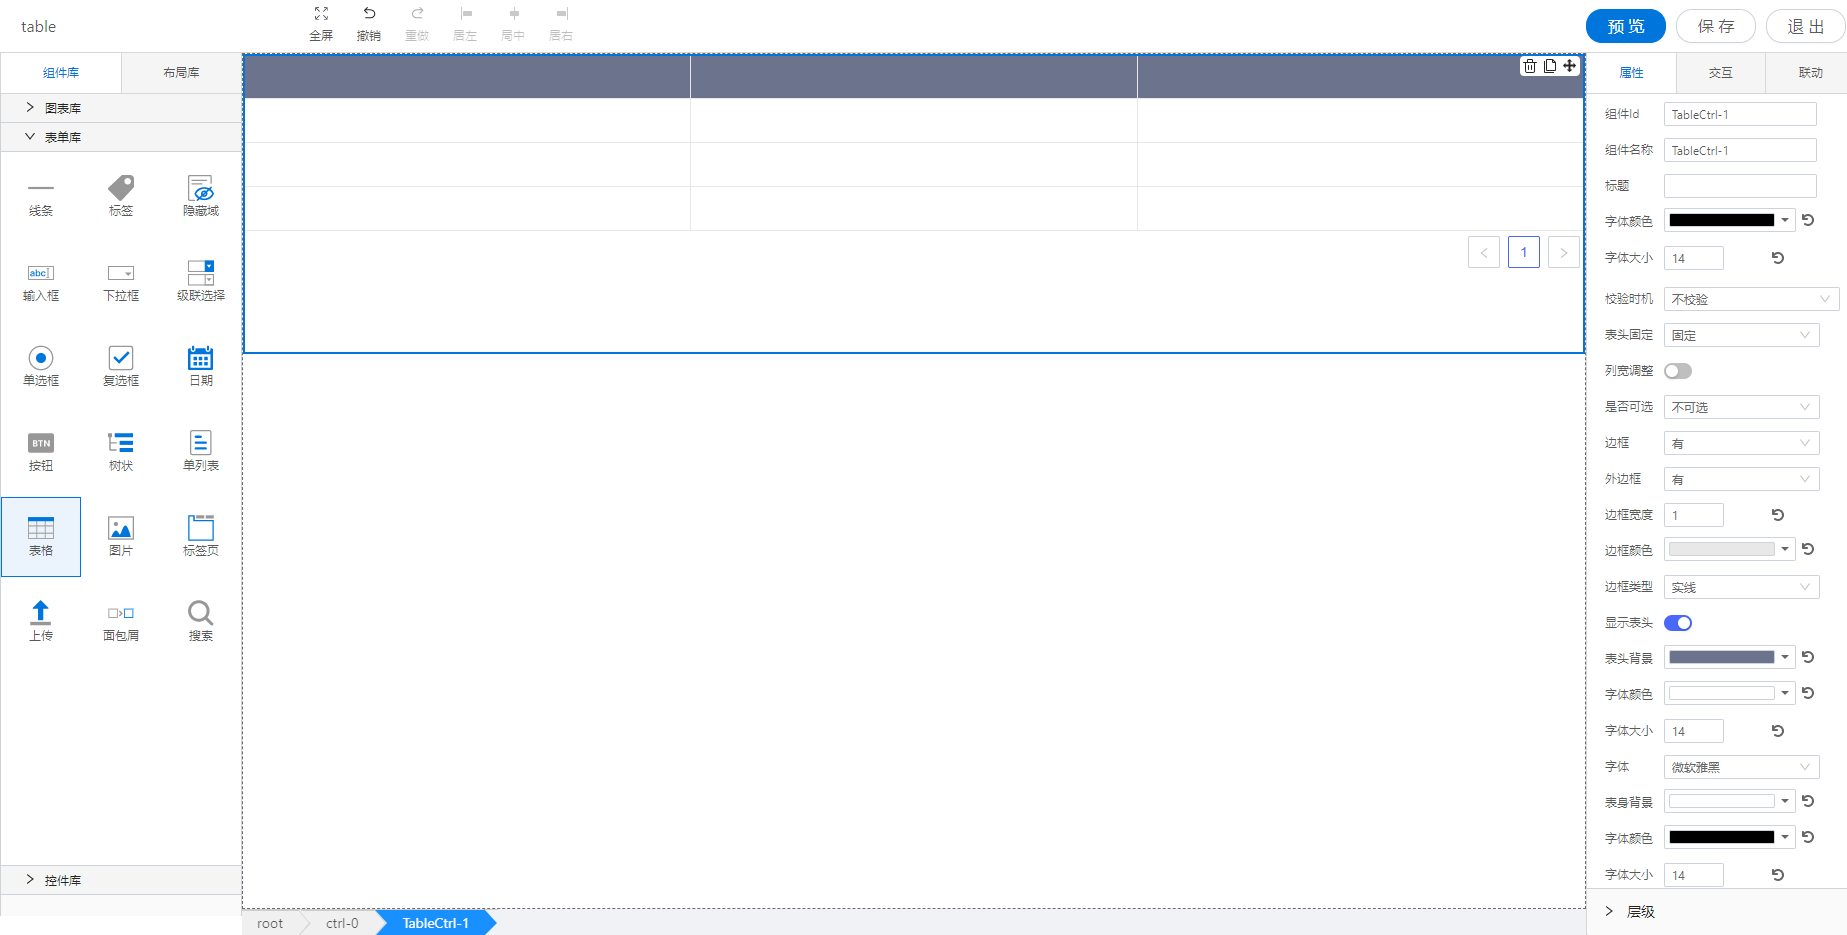 table
全屏 撤销 重做 居左 局中 居右
预 览 保 存 退 出
组件库 布局库
图表库
表单库
线条 标签 隐藏域
abc
输入框 下拉框 级联选择
单选框 复选框 日期
BTN
按钮 树状 单列表
表格 图片 标签页
上传 面包屑 搜索
控件库
< 1 >
root ctrl-0 TableCtrl-1
属性 交互 联动
组件Id TableCtrl-1
组件名称 TableCtrl-1
标题
字体颜色
字体大小 14
校验时机 不校验
表头固定 固定
列宽调整
是否可选 不可选
边框 有
外边框 有
边框宽度 1
边框颜色
边框类型 实线
显示表头
表头背景
字体颜色
字体大小 14
字体 微软雅黑
表身背景
字体颜色
字体大小 14
层级